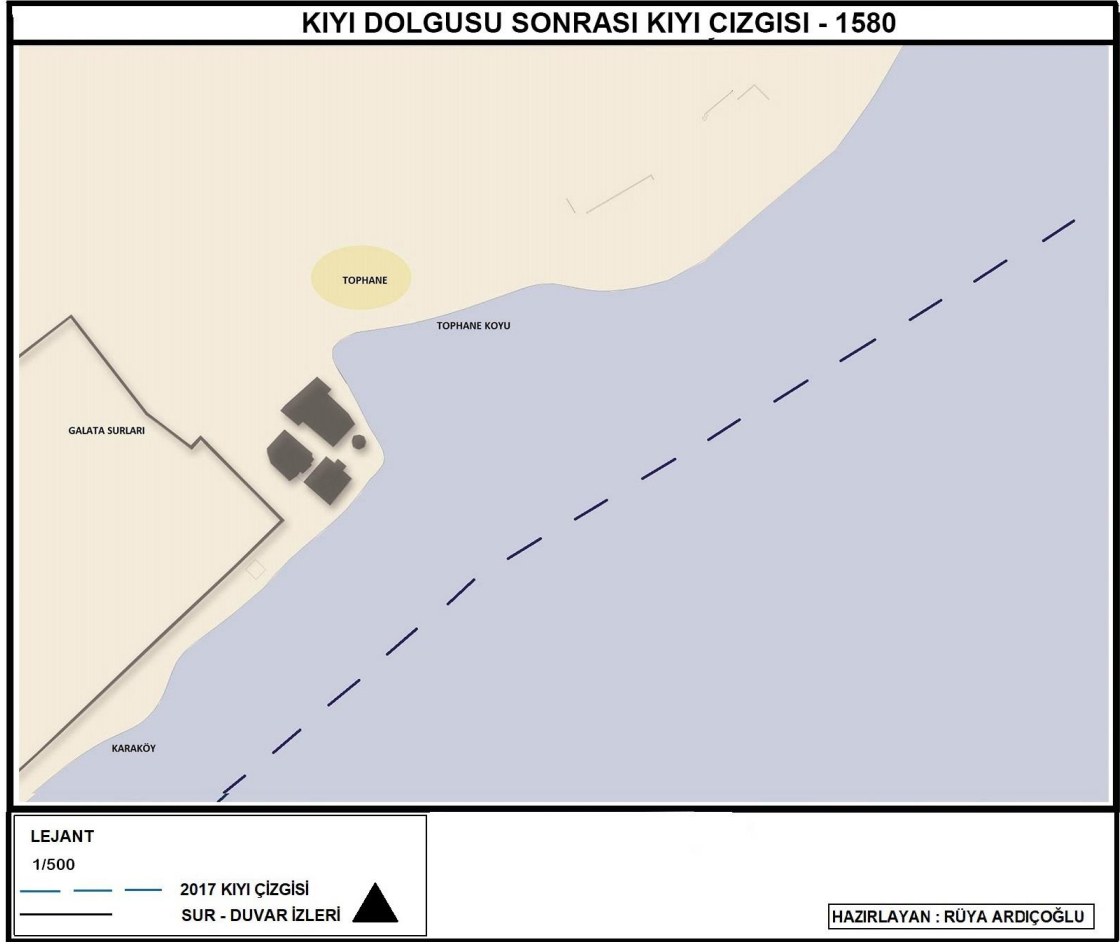 KIYI DOLGUSU SONRASI KIYI ÇIZGISI - 1580
TOPHANE
TOPHANE KOYU
GALATA SURLARI
KARAKÖY
LEJANT
1/500
2017 KIYI ÇİZGİSİ
SUR - DUVAR İZLERİ
HAZIRLAYAN : RÜYA ARDIÇOĞLU